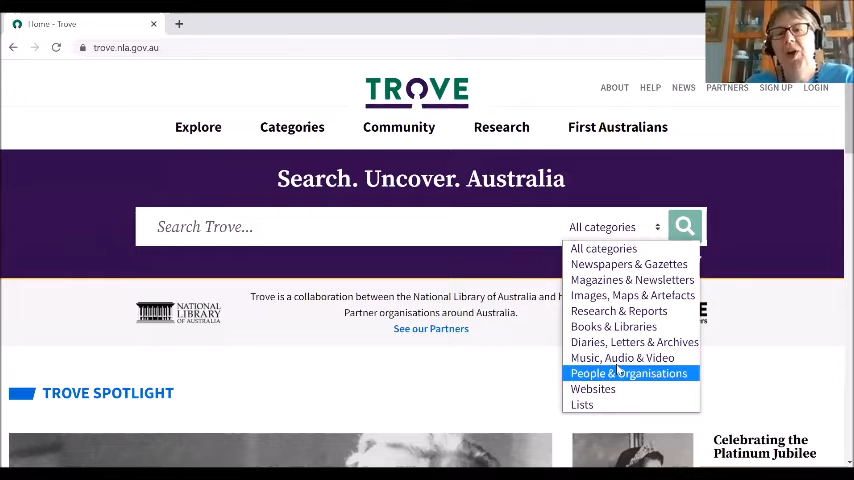 Home - Trove
trove.nla.gov.au
TROVE
ABOUT HELP NEWS PARTNERS SIGN UP LOGIN
Explore Categories Community Research First Australians
Search. Uncover. Australia
Search Trove... All categories
All categories
Newspapers & Gazettes
Magazines & Newsletters
Images, Maps & Artefacts
Research & Reports
Books & Libraries
Diaries, Letters & Archives
Music, Audio & Video
People & Organisations
Websites
Lists
NATIONAL
LIBRARY
OF AUSTRALIA
Trove is a collaboration between the National Library of Australia and
Partner organisations around Australia.
See our Partners
TROVE SPOTLIGHT
Celebrating the
Platinum Jubilee